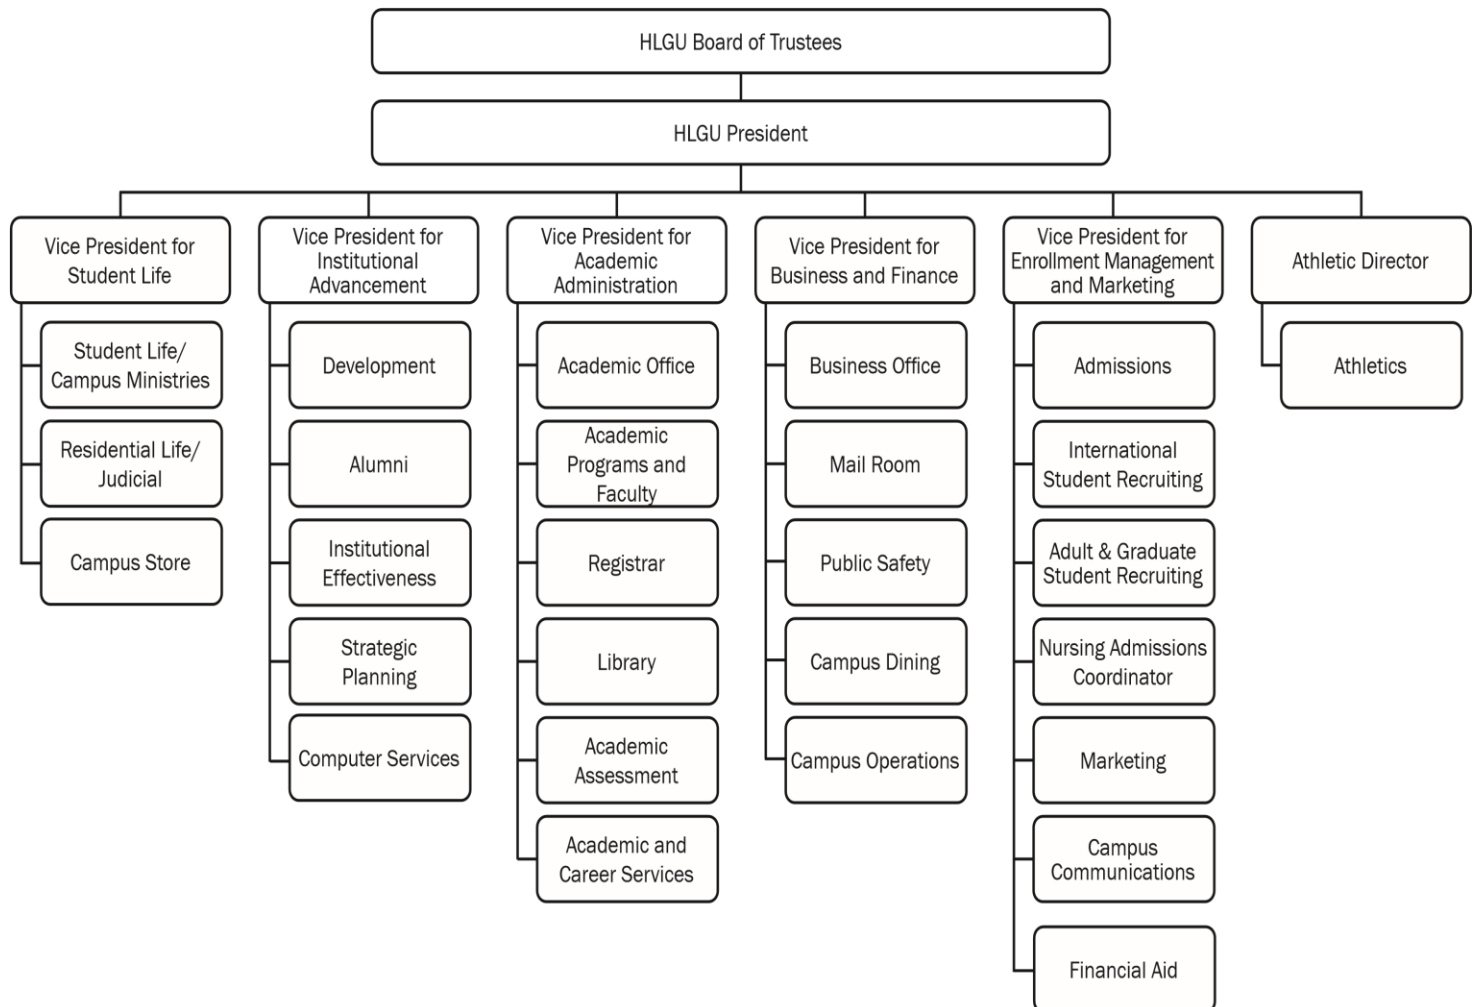 HLGU Board of Trustees
HLGU President
Vice President for
Student Life
Student Life/
Campus Ministries
Residential Life/
Judicial
Campus Store
Vice President for
Institutional
Advancement
Development
Alumni
Institutional
Effectiveness
Strategic
Planning
Computer Services
Vice President for
Academic
Administration
Academic Office
Academic
Programs and
Faculty
Registrar
Library
Academic
Assessment
Academic and
Career Services
Vice President for
Business and Finance
Business Office
Mail Room
Public Safety
Campus Dining
Campus Operations
Vice President for
Enrollment Management
and Marketing
Admissions
International
Student Recruiting
Adult & Graduate
Student Recruiting
Nursing Admissions
Coordinator
Marketing
Campus
Communications
Financial Aid
Athletic Director
Athletics